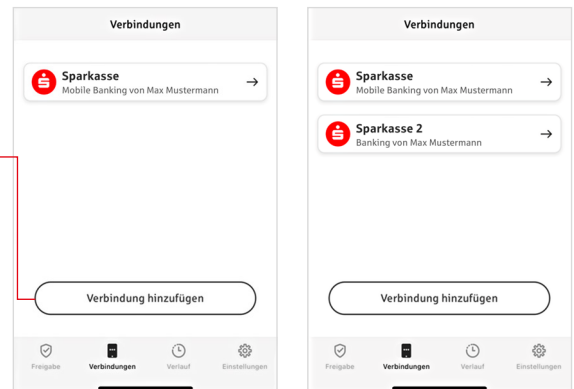 Verbindungen
Sparkasse
Mobile Banking von Max Mustermann
Verbindung hinzufügen
Freigabe
Verbindungen
Verlauf
Einstellungen
Verbindungen
Sparkasse
Mobile Banking von Max Mustermann
Sparkasse 2
Banking von Max Mustermann
Verbindung hinzufügen
Freigabe
Verbindungen
Verlauf
Einstellungen